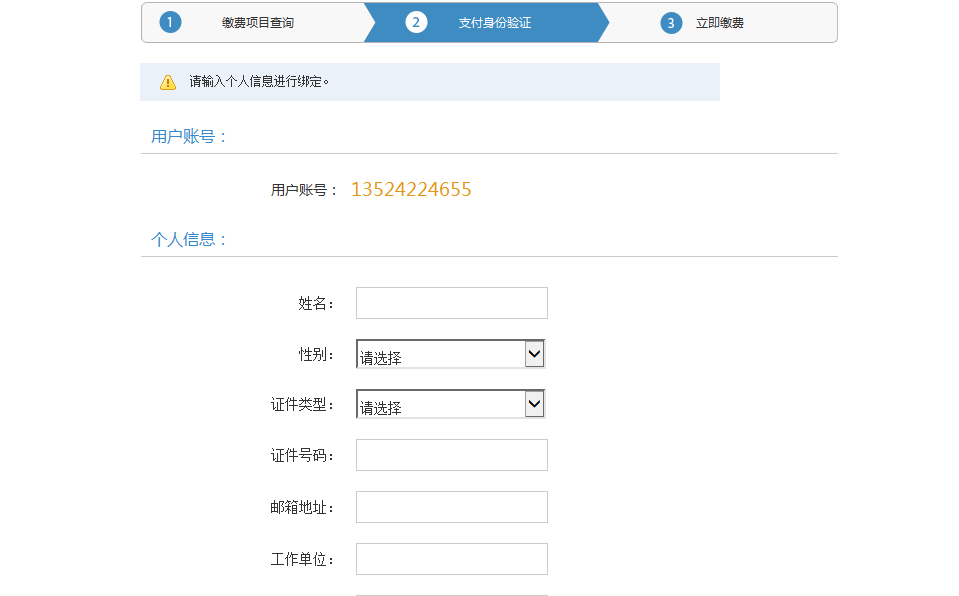 1 缴费项目查询 2 支付身份验证 3 立即缴费
请输入个人信息进行绑定。
用户账号：
用户账号： 13524224655
个人信息：
姓名：
性别： 请选择
证件类型： 请选择
证件号码：
邮箱地址：
工作单位：